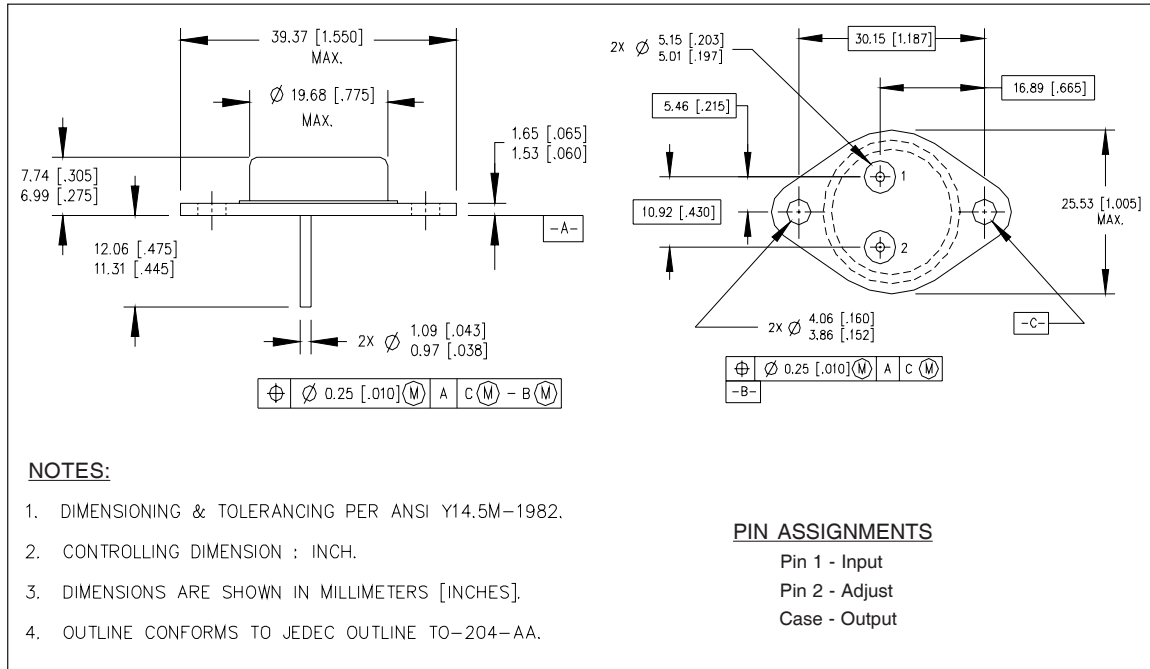 39.37 [1.550]
MAX.
Ø 19.68 [.775]
MAX.
1.65 [.065]
1.53 [.060]
7.74 [.305]
6.99 [.275]
-A-
12.06 [.475]
11.31 [.445]
2X Ø 1.09 [.043]
0.97 [.038]
⌖ Ø 0.25 [.010] Ⓜ A C Ⓜ - B Ⓜ
2X Ø 5.15 [.203]
5.01 [.197]
30.15 [1.187]
16.89 [.665]
5.46 [.215]
1
25.53 [1.005]
MAX.
10.92 [.430]
2
2X Ø 4.06 [.160]
3.86 [.152]
-C-
⌖ Ø 0.25 [.010] Ⓜ A C Ⓜ
-B-
NOTES:
1. DIMENSIONING & TOLERANCING PER ANSI Y14.5M-1982.
2. CONTROLLING DIMENSION : INCH.
3. DIMENSIONS ARE SHOWN IN MILLIMETERS [INCHES].
4. OUTLINE CONFORMS TO JEDEC OUTLINE TO-204-AA.
PIN ASSIGNMENTS
Pin 1 - Input
Pin 2 - Adjust
Case - Output